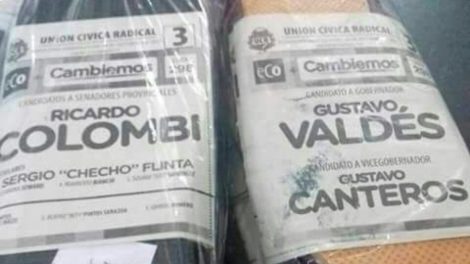 UNION CIVICA RADICAL 3
eco Cambiemos
CANDIDATOS A SENADORES PROVINCIALES
RICARDO
COLOMBI
SERGIO "CHECHO" FLINTA
UNION CIVICA RADICAL 3
eco Cambiemos
CANDIDATO A GOBERNADOR
GUSTAVO
VALDÉS
CANDIDATO A VICEGOBERNADOR
GUSTAVO
CANTEROS